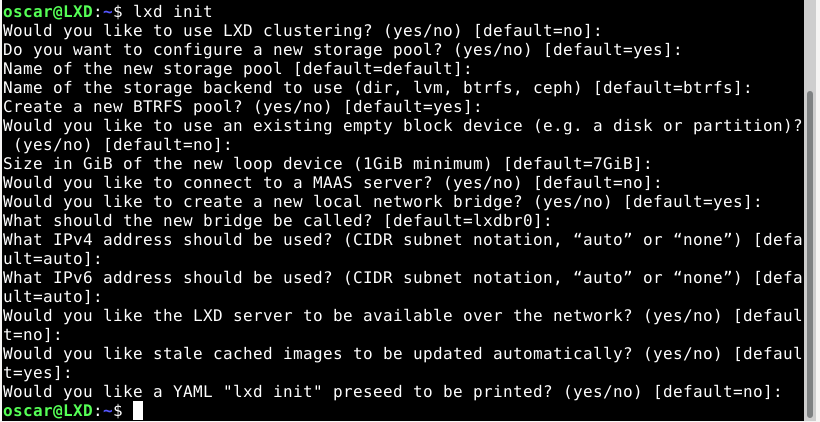 oscar@LXD:~$ lxd init
Would you like to use LXD clustering? (yes/no) [default=no]:
Do you want to configure a new storage pool? (yes/no) [default=yes]:
Name of the new storage pool [default=default]:
Name of the storage backend to use (dir, lvm, btrfs, ceph) [default=btrfs]:
Create a new BTRFS pool? (yes/no) [default=yes]:
Would you like to use an existing empty block device (e.g. a disk or partition)?
 (yes/no) [default=no]:
Size in GiB of the new loop device (1GiB minimum) [default=7GiB]:
Would you like to connect to a MAAS server? (yes/no) [default=no]:
Would you like to create a new local network bridge? (yes/no) [default=yes]:
What should the new bridge be called? [default=lxdbr0]:
What IPv4 address should be used? (CIDR subnet notation, “auto” or “none”) [defa
ult=auto]:
What IPv6 address should be used? (CIDR subnet notation, “auto” or “none”) [defa
ult=auto]:
Would you like the LXD server to be available over the network? (yes/no) [defaul
t=no]:
Would you like stale cached images to be updated automatically? (yes/no) [defaul
t=yes]:
Would you like a YAML "lxd init" preseed to be printed? (yes/no) [default=no]:
oscar@LXD:~$